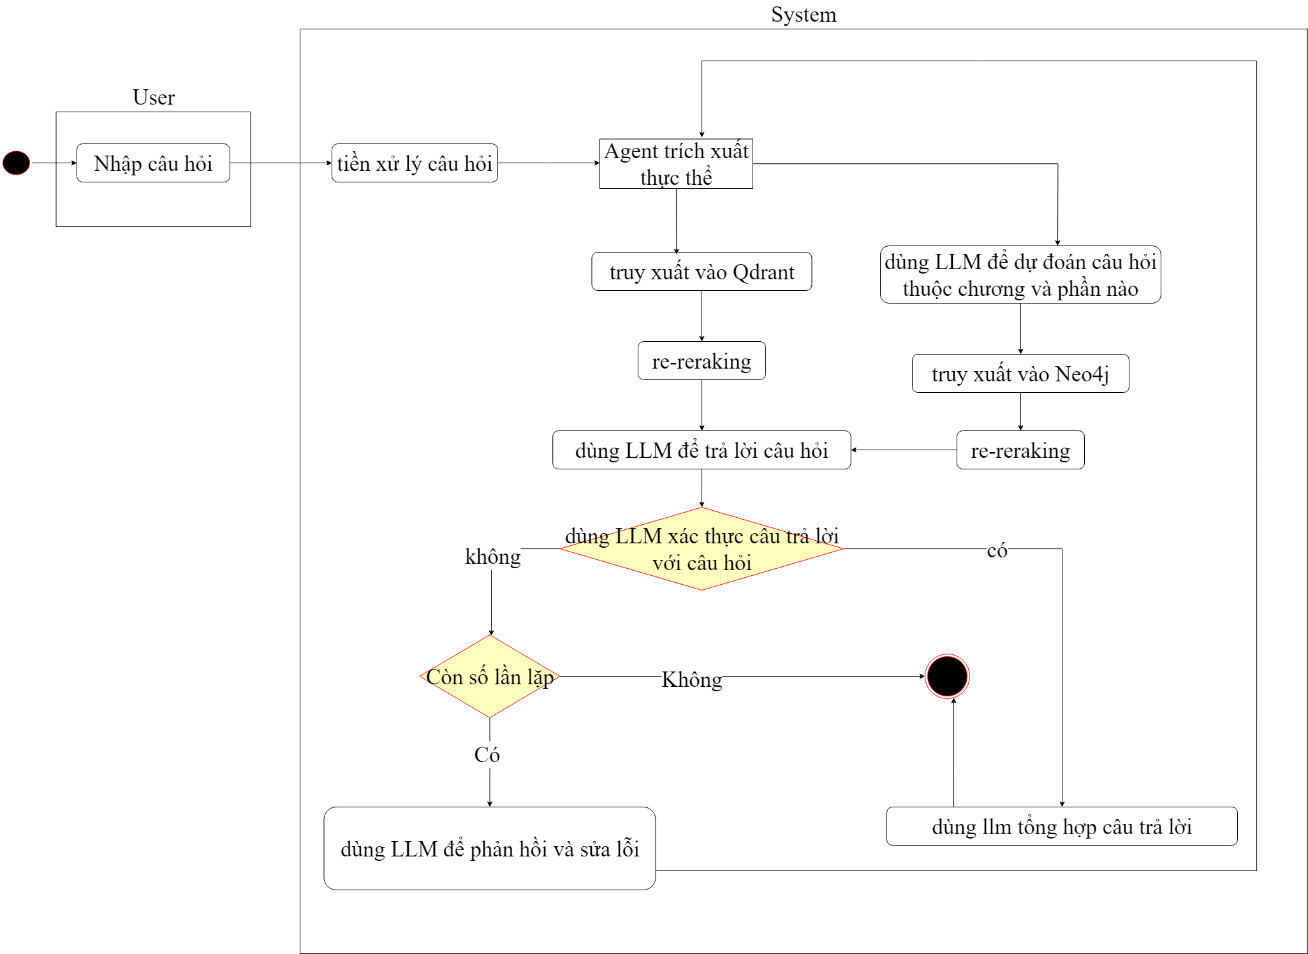 System
User
Nhập câu hỏi
tiền xử lý câu hỏi
Agent trích xuất
thực thể
truy xuất vào Qdrant
dùng LLM để dự đoán câu hỏi
thuộc chương và phần nào
re-reraking
truy xuất vào Neo4j
dùng LLM để trả lời câu hỏi
re-reraking
dùng LLM xác thực câu trả lời
với câu hỏi
không
có
Còn số lần lặp
Không
Có
dùng LLM để phản hồi và sửa lỗi
dùng llm tổng hợp câu trả lời